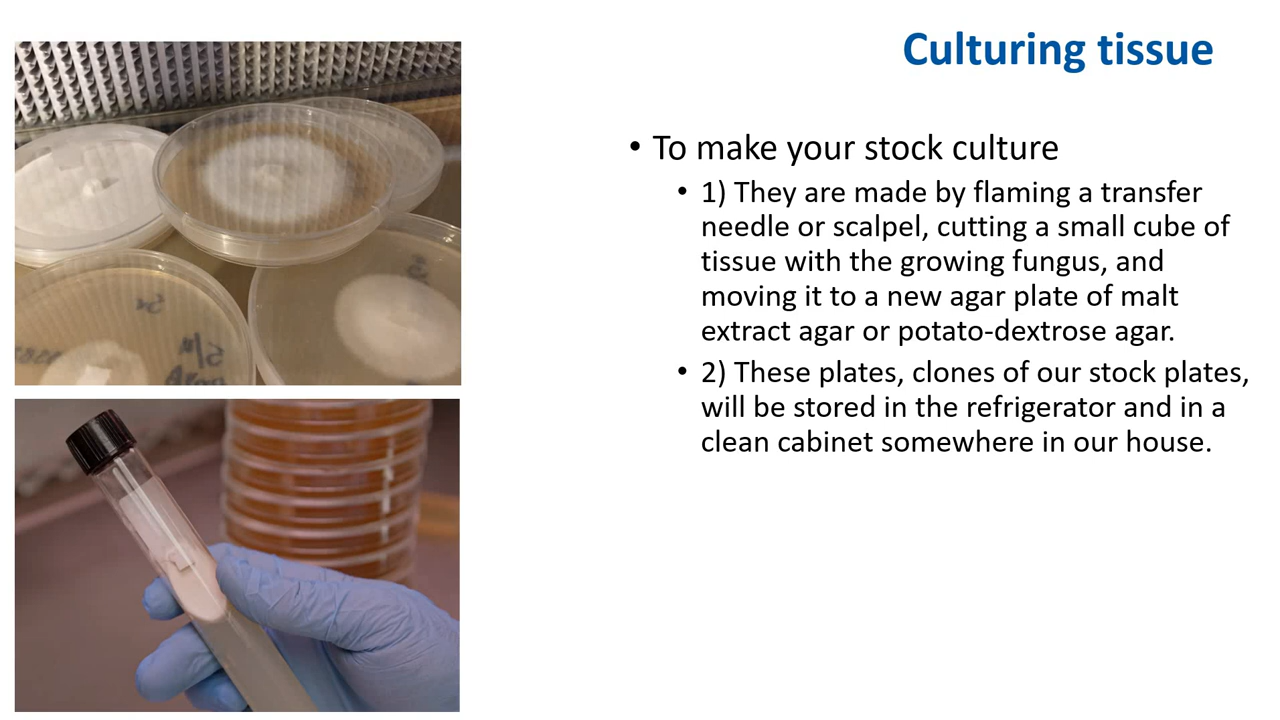 Culturing tissue
• To make your stock culture
• 1) They are made by flaming a transfer
needle or scalpel, cutting a small cube of
tissue with the growing fungus, and
moving it to a new agar plate of malt
extract agar or potato-dextrose agar.
• 2) These plates, clones of our stock plates,
will be stored in the refrigerator and in a
clean cabinet somewhere in our house.